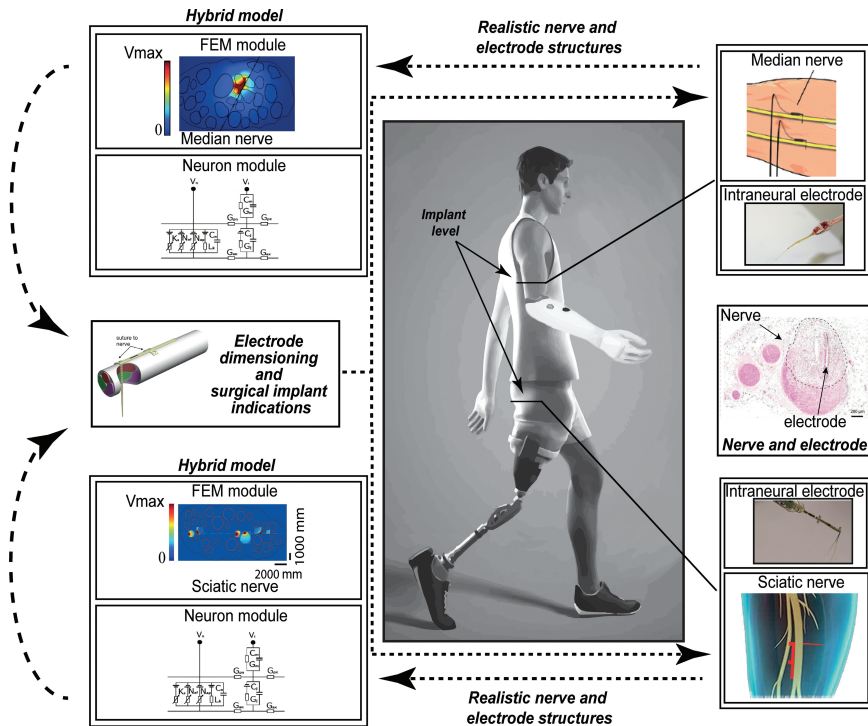 Hybrid model
FEM module
Vmax
0
Median nerve
Neuron module
suture to
nerve
Electrode
dimensioning
and
surgical implant
indications
Hybrid model
FEM module
Vmax
0
1000 mm
2000 mm
Sciatic nerve
Neuron module
Realistic nerve and
electrode structures
Implant
level
Realistic nerve and
electrode structures
Median nerve
Intraneural electrode
Nerve
electrode
200 µm
Nerve and electrode
Intraneural electrode
Sciatic nerve